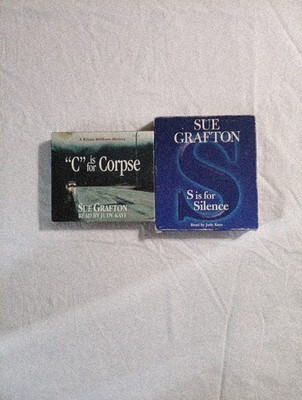 A Kinsey Millhone Mystery
"C" is for Corpse
SUE GRAFTON
READ BY JUDY KAYE
SUE
GRAFTON
S
S is for
Silence
Read by Judy Kaye